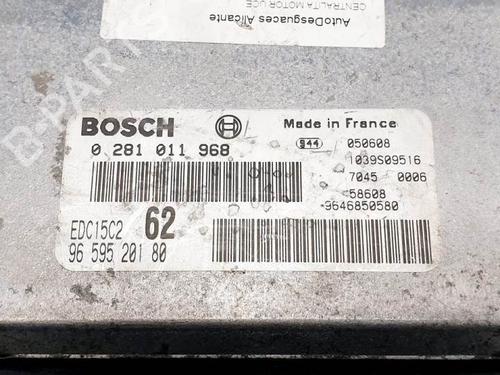 AutoDesguaces Alicante
CENTRALITA MOTOR UCE
B-PARTS
BOSCH
Made in France
0 281 011 968
944 050608
1039S09516
7045 0006
58608
9646850580
EDC15C2 62
96 595 201 80